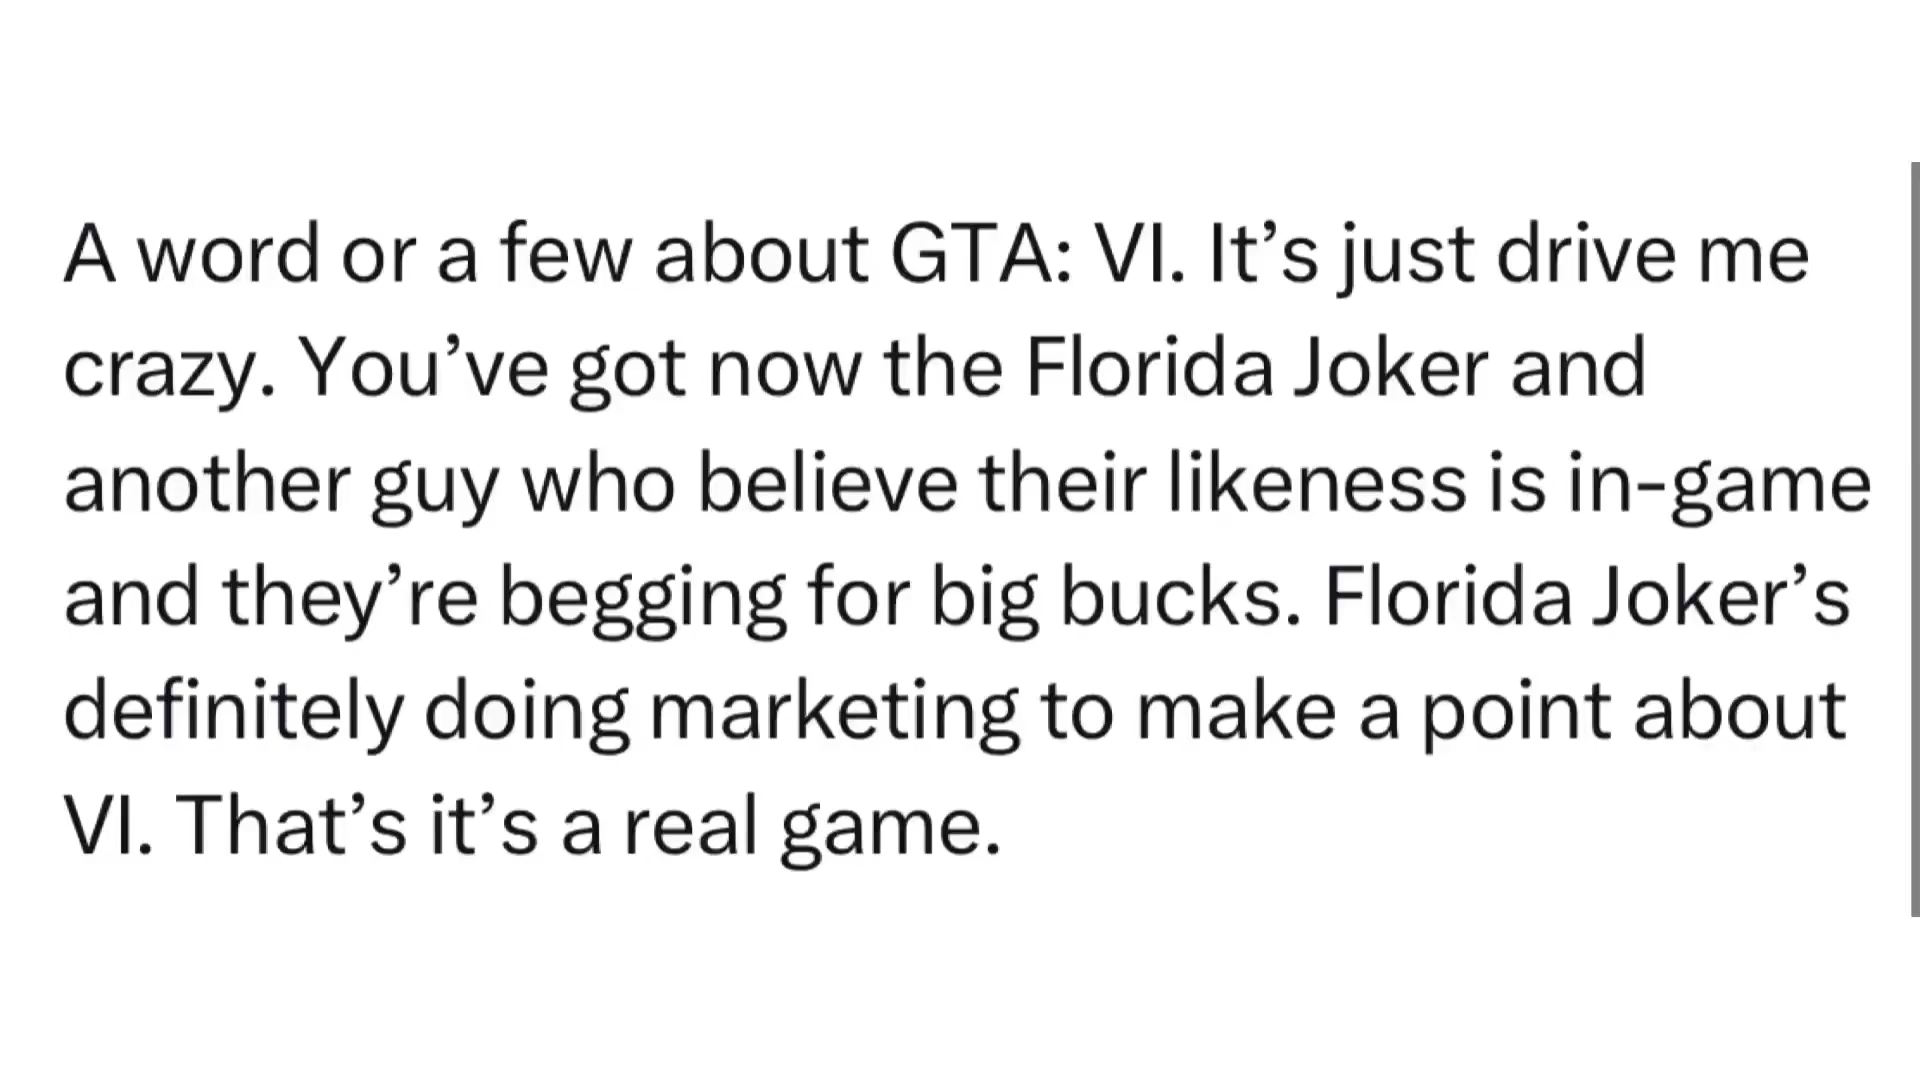 A word or a few about GTA: VI. It’s just drive me
crazy. You’ve got now the Florida Joker and
another guy who believe their likeness is in-game
and they’re begging for big bucks. Florida Joker’s
definitely doing marketing to make a point about
VI. That’s it’s a real game.